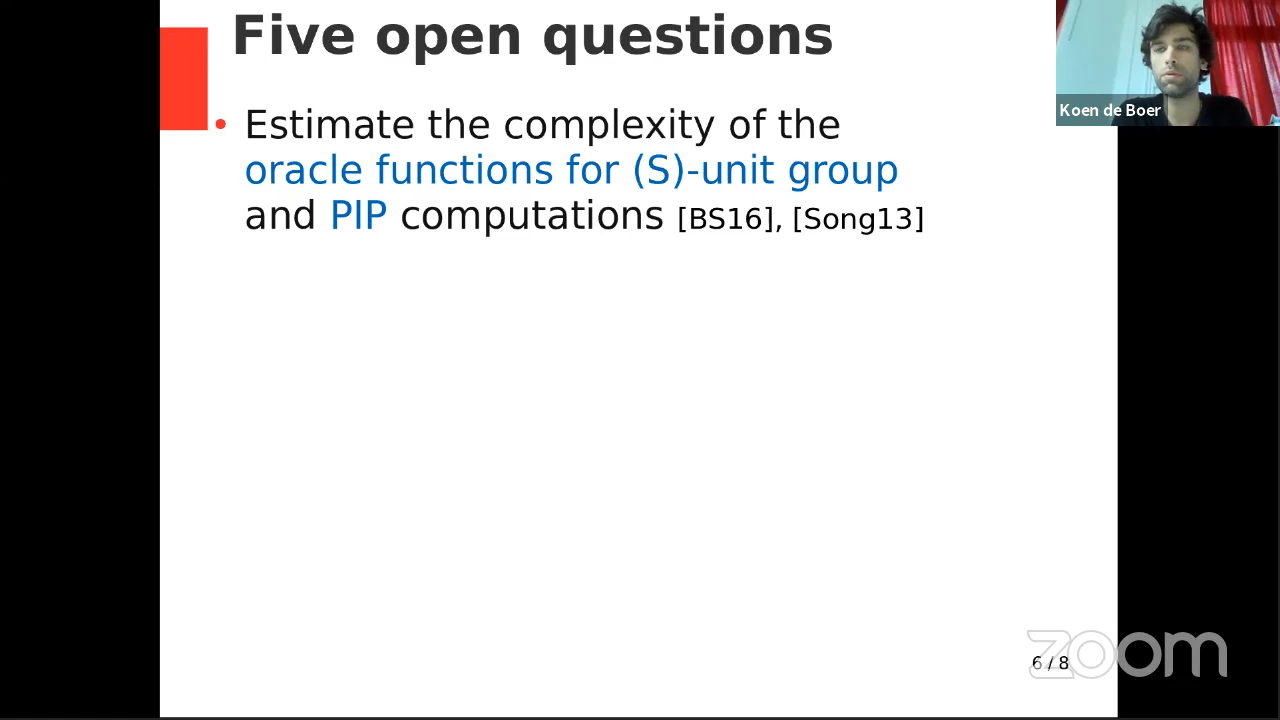 Five open questions
• Estimate the complexity of the
oracle functions for (S)-unit group
and PIP computations [BS16], [Song13]
Koen de Boer
6 / 8
zoom